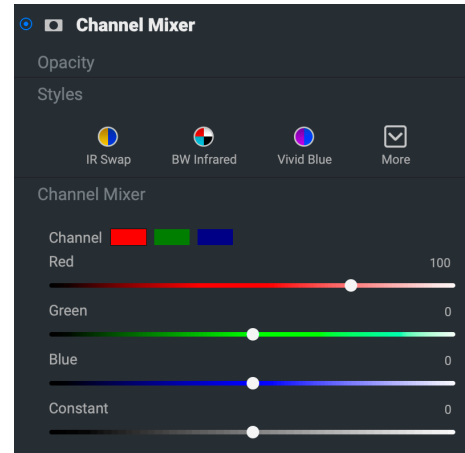 Channel Mixer
Opacity
Styles
IR Swap BW Infrared Vivid Blue More
Channel Mixer
Channel
Red 100
Green 0
Blue 0
Constant 0